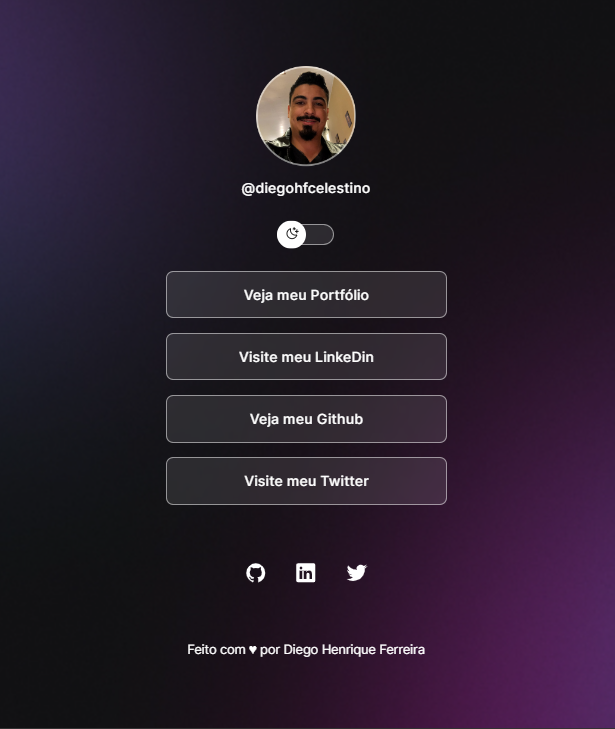 @diegohfcelestino
Veja meu Portfólio
Visite meu LinkeDin
Veja meu Github
Visite meu Twitter
in
Feito com ♥ por Diego Henrique Ferreira